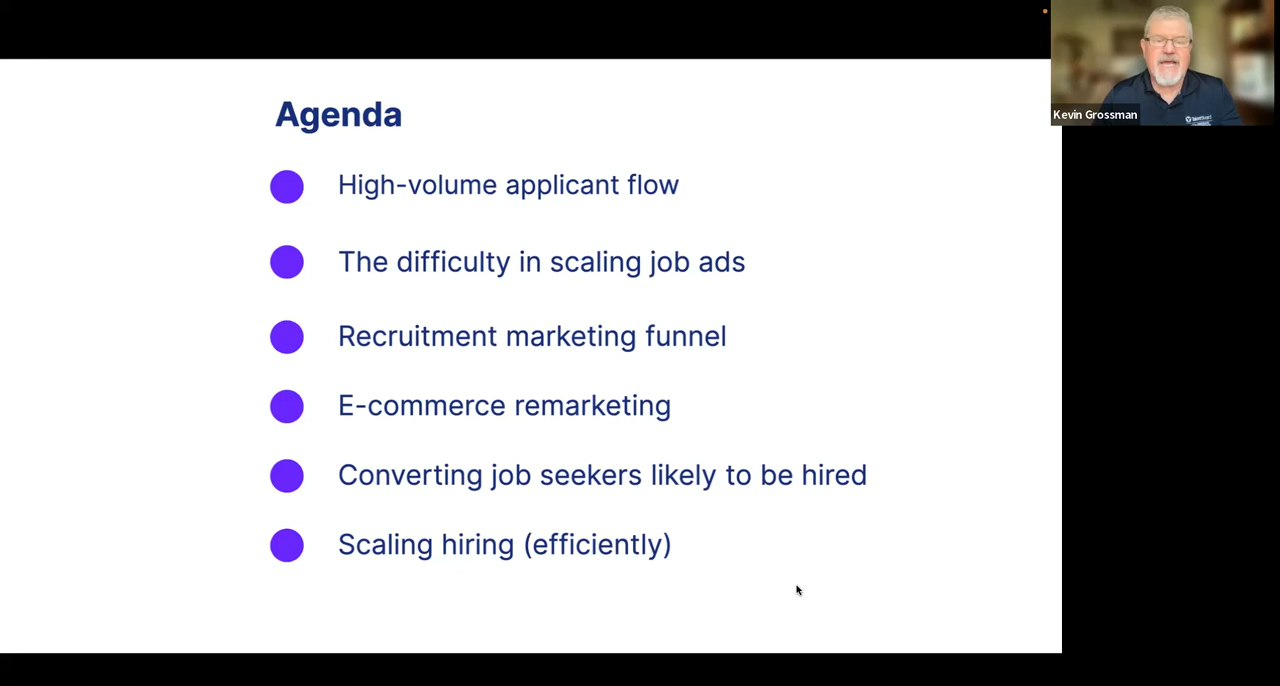 Agenda
High-volume applicant flow
The difficulty in scaling job ads
Recruitment marketing funnel
E-commerce remarketing
Converting job seekers likely to be hired
Scaling hiring (efficiently)
Kevin Grossman